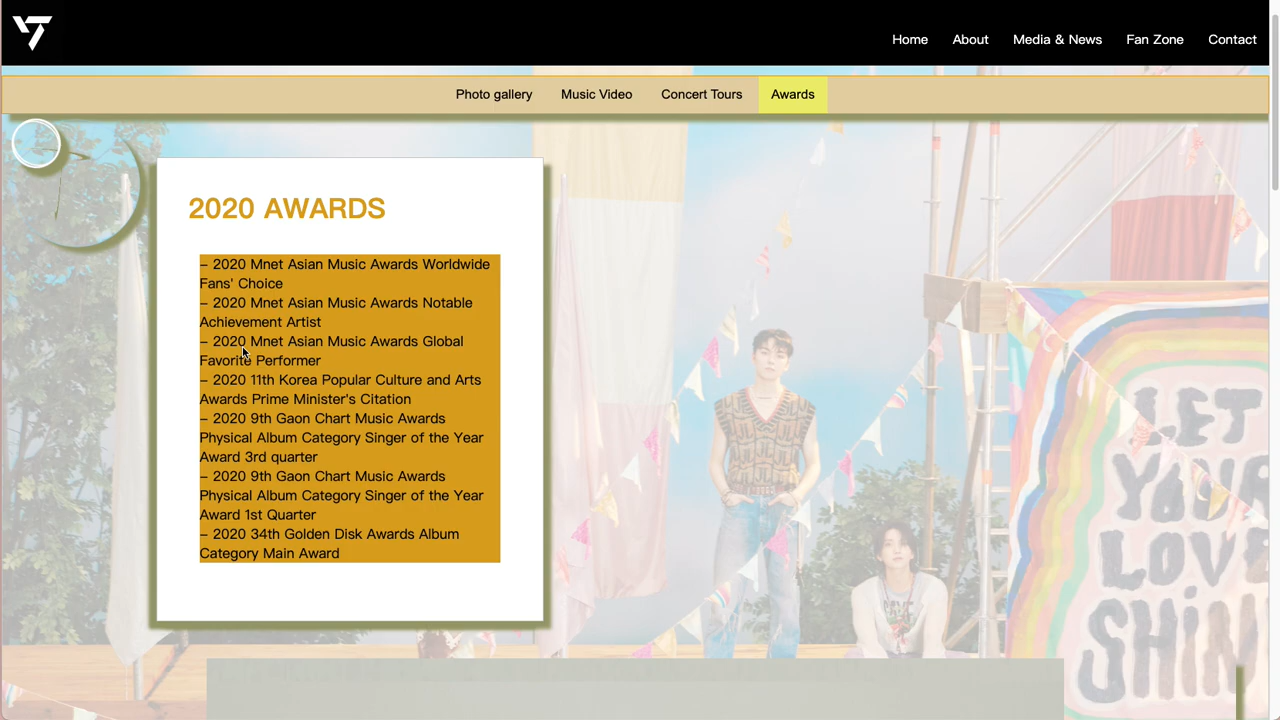 Home About Media & News Fan Zone Contact
Photo gallery Music Video Concert Tours Awards
2020 AWARDS
– 2020 Mnet Asian Music Awards Worldwide
Fans' Choice
– 2020 Mnet Asian Music Awards Notable
Achievement Artist
– 2020 Mnet Asian Music Awards Global
Favorite Performer
– 2020 11th Korea Popular Culture and Arts
Awards Prime Minister's Citation
– 2020 9th Gaon Chart Music Awards
Physical Album Category Singer of the Year
Award 3rd quarter
– 2020 9th Gaon Chart Music Awards
Physical Album Category Singer of the Year
Award 1st Quarter
– 2020 34th Golden Disk Awards Album
Category Main Award
LET
YOUR
LOVE
SHiN